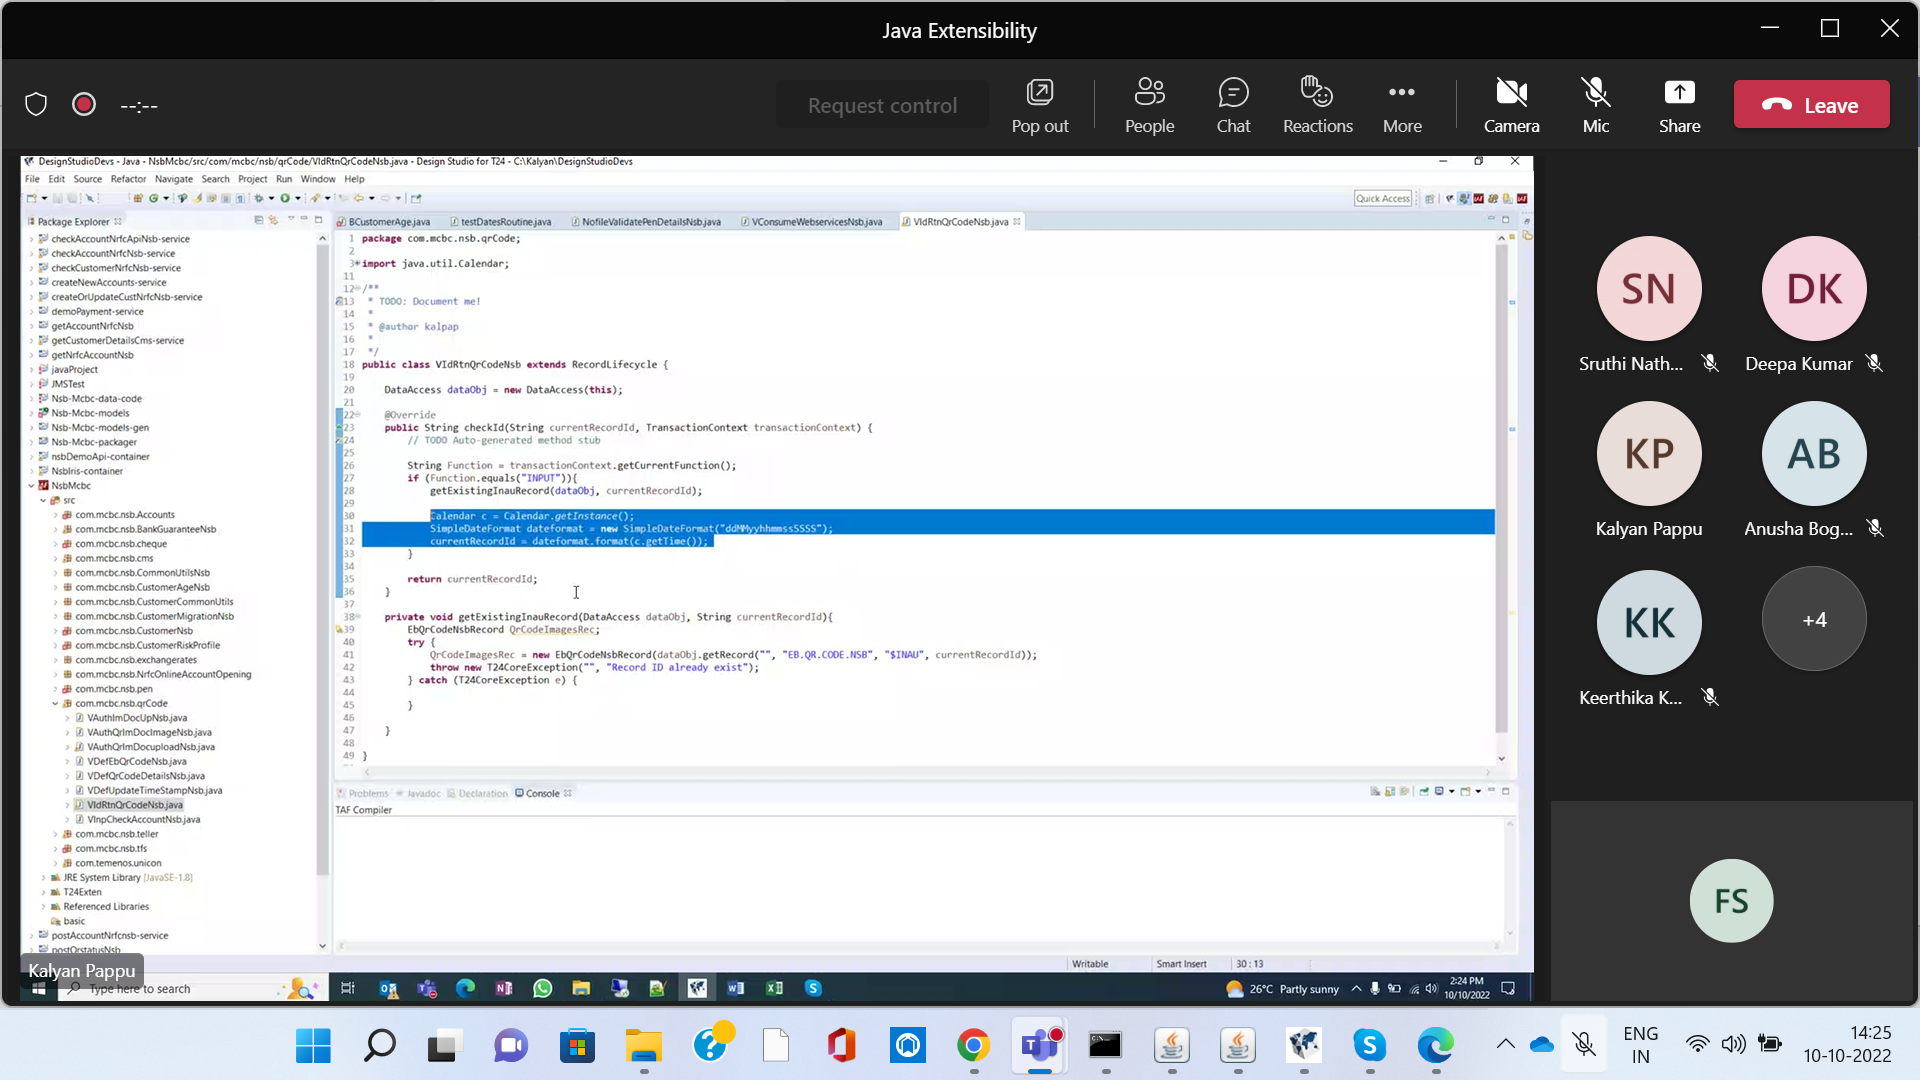 Java Extensibility
--:--
Request control
Pop out
People
Chat
Reactions
More
Camera
Mic
Share
Leave
DesignStudioDevs - Java - NsbMcbc/src/com/mcbc/nsb/qrCode/VIdRtnQrCodeNsb.java - Design Studio for T24 - C:\Kalyan\DesignStudioDevs
File Edit Source Refactor Navigate Search Project Run Window Help
Quick Access
Package Explorer
checkAccountNrfcApiNsb-service
checkAccountNrfcNsb-service
checkCustomerNrfcNsb-service
createNewAccounts-service
createOrUpdateCustNrfcNsb-service
demoPayment-service
getAccountNrfcNsb
getCustomerDetailsCms-service
getNrfcAccountNsb
javaProject
JMSTest
Nsb-Mcbc-data-code
Nsb-Mcbc-models
Nsb-Mcbc-models-gen
Nsb-Mcbc-packager
nsbDemoApi-container
NsbIris-container
NsbMcbc
src
com.mcbc.nsb.Accounts
com.mcbc.nsb.BankGuaranteeNsb
com.mcbc.nsb.cheque
com.mcbc.nsb.cms
com.mcbc.nsb.CommonUtilsNsb
com.mcbc.nsb.CustomerAgeNsb
com.mcbc.nsb.CustomerCommonUtils
com.mcbc.nsb.CustomerMigrationNsb
com.mcbc.nsb.CustomerNsb
com.mcbc.nsb.CustomerRiskProfile
com.mcbc.nsb.exchangerates
com.mcbc.nsb.NrfcOnlineAccountOpening
com.mcbc.nsb.pen
com.mcbc.nsb.qrCode
VAuthImDocUpNsb.java
VAuthQrImDocImageNsb.java
VAuthQrImDocuploadNsb.java
VDefEbQrCodeNsb.java
VDefQrCodeDetailsNsb.java
VDefUpdateTimeStampNsb.java
VIdRtnQrCodeNsb.java
VInpCheckAccountNsb.java
com.mcbc.nsb.teller
com.mcbc.nsb.tfs
com.temenos.unicon
JRE System Library [JavaSE-1.8]
T24Exten
Referenced Libraries
basic
postAccountNrfcnsb-service
postOrstatusNsb
BCustomerAge.java
testDatesRoutine.java
NofileValidatePenDetailsNsb.java
VConsumeWebservicesNsb.java
VIdRtnQrCodeNsb.java
1 package com.mcbc.nsb.qrCode;
2
3 import java.util.Calendar;
11
12 /**
13 * TODO: Document me!
14 *
15 * @author kalpap
16 *
17 */
18 public class VIdRtnQrCodeNsb extends RecordLifecycle {
19
20 DataAccess dataObj = new DataAccess(this);
21
22 @Override
23 public String checkId(String currentRecordId, TransactionContext transactionContext) {
24 // TODO Auto-generated method stub
25
26 String Function = transactionContext.getCurrentFunction();
27 if (Function.equals("INPUT")){
28 getExistingInauRecord(dataObj, currentRecordId);
29
30 Calendar c = Calendar.getInstance();
31 SimpleDateFormat dateformat = new SimpleDateFormat("ddMMyyhhmmssSSSS");
32 currentRecordId = dateformat.format(c.getTime());
33 }
34
35 return currentRecordId;
36 }
37
38 private void getExistingInauRecord(DataAccess dataObj, String currentRecordId){
39 EbQrCodeNsbRecord QrCodeImagesRec;
40 try {
41 QrCodeImagesRec = new EbQrCodeNsbRecord(dataObj.getRecord("", "EB.QR.CODE.NSB", "$INAU", currentRecordId));
42 throw new T24CoreException("", "Record ID already exist");
43 } catch (T24CoreException e) {
44
45 }
46
47 }
48
49 }
Problems
Javadoc
Declaration
Console
TAF Compiler
Writable
Smart Insert
30 : 13
Kalyan Pappu
Type here to search
26°C Partly sunny
2:24 PM
10/10/2022
SN
Sruthi Nath...
DK
Deepa Kumar
KP
Kalyan Pappu
AB
Anusha Bog...
KK
Keerthika K...
+4
FS
ENG
IN
14:25
10-10-2022